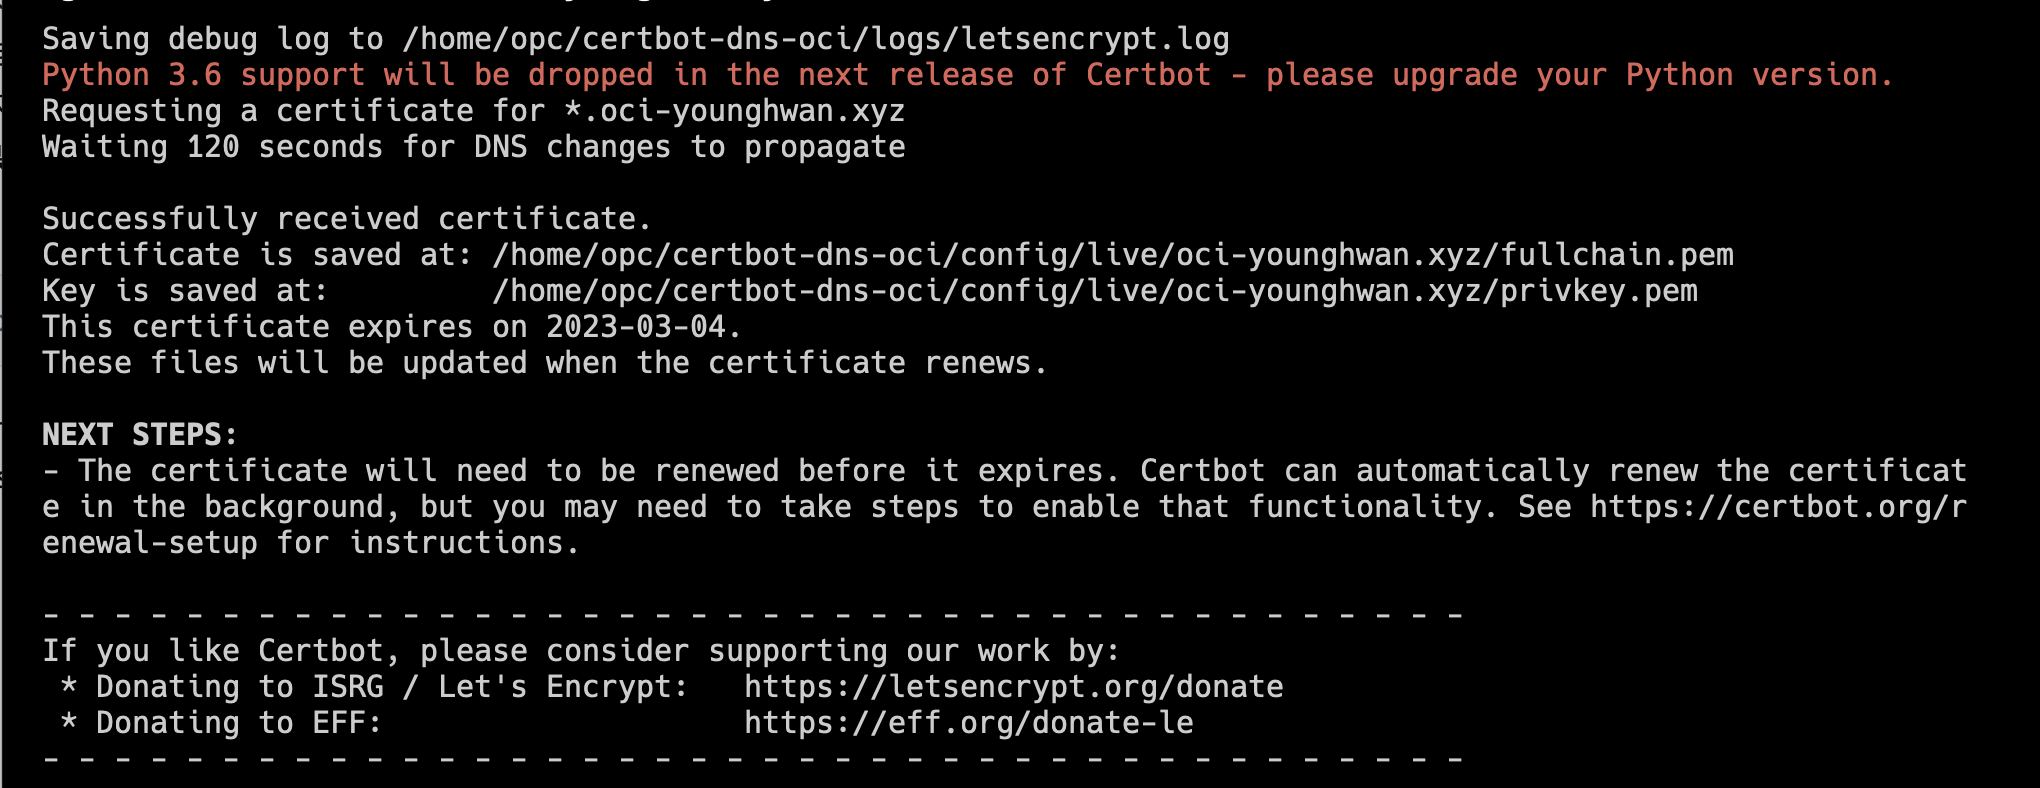 Saving debug log to /home/opc/certbot-dns-oci/logs/letsencrypt.log
Python 3.6 support will be dropped in the next release of Certbot - please upgrade your Python version.
Requesting a certificate for *.oci-younghwan.xyz
Waiting 120 seconds for DNS changes to propagate

Successfully received certificate.
Certificate is saved at: /home/opc/certbot-dns-oci/config/live/oci-younghwan.xyz/fullchain.pem
Key is saved at:         /home/opc/certbot-dns-oci/config/live/oci-younghwan.xyz/privkey.pem
This certificate expires on 2023-03-04.
These files will be updated when the certificate renews.

NEXT STEPS:
- The certificate will need to be renewed before it expires. Certbot can automatically renew the certificat
e in the background, but you may need to take steps to enable that functionality. See https://certbot.org/r
enewal-setup for instructions.

- - - - - - - - - - - - - - - - - - - - - - - - - - - - - - - - - - - - - - - -
If you like Certbot, please consider supporting our work by:
 * Donating to ISRG / Let's Encrypt:   https://letsencrypt.org/donate
 * Donating to EFF:                    https://eff.org/donate-le
- - - - - - - - - - - - - - - - - - - - - - - - - - - - - - - - - - - - - - - -